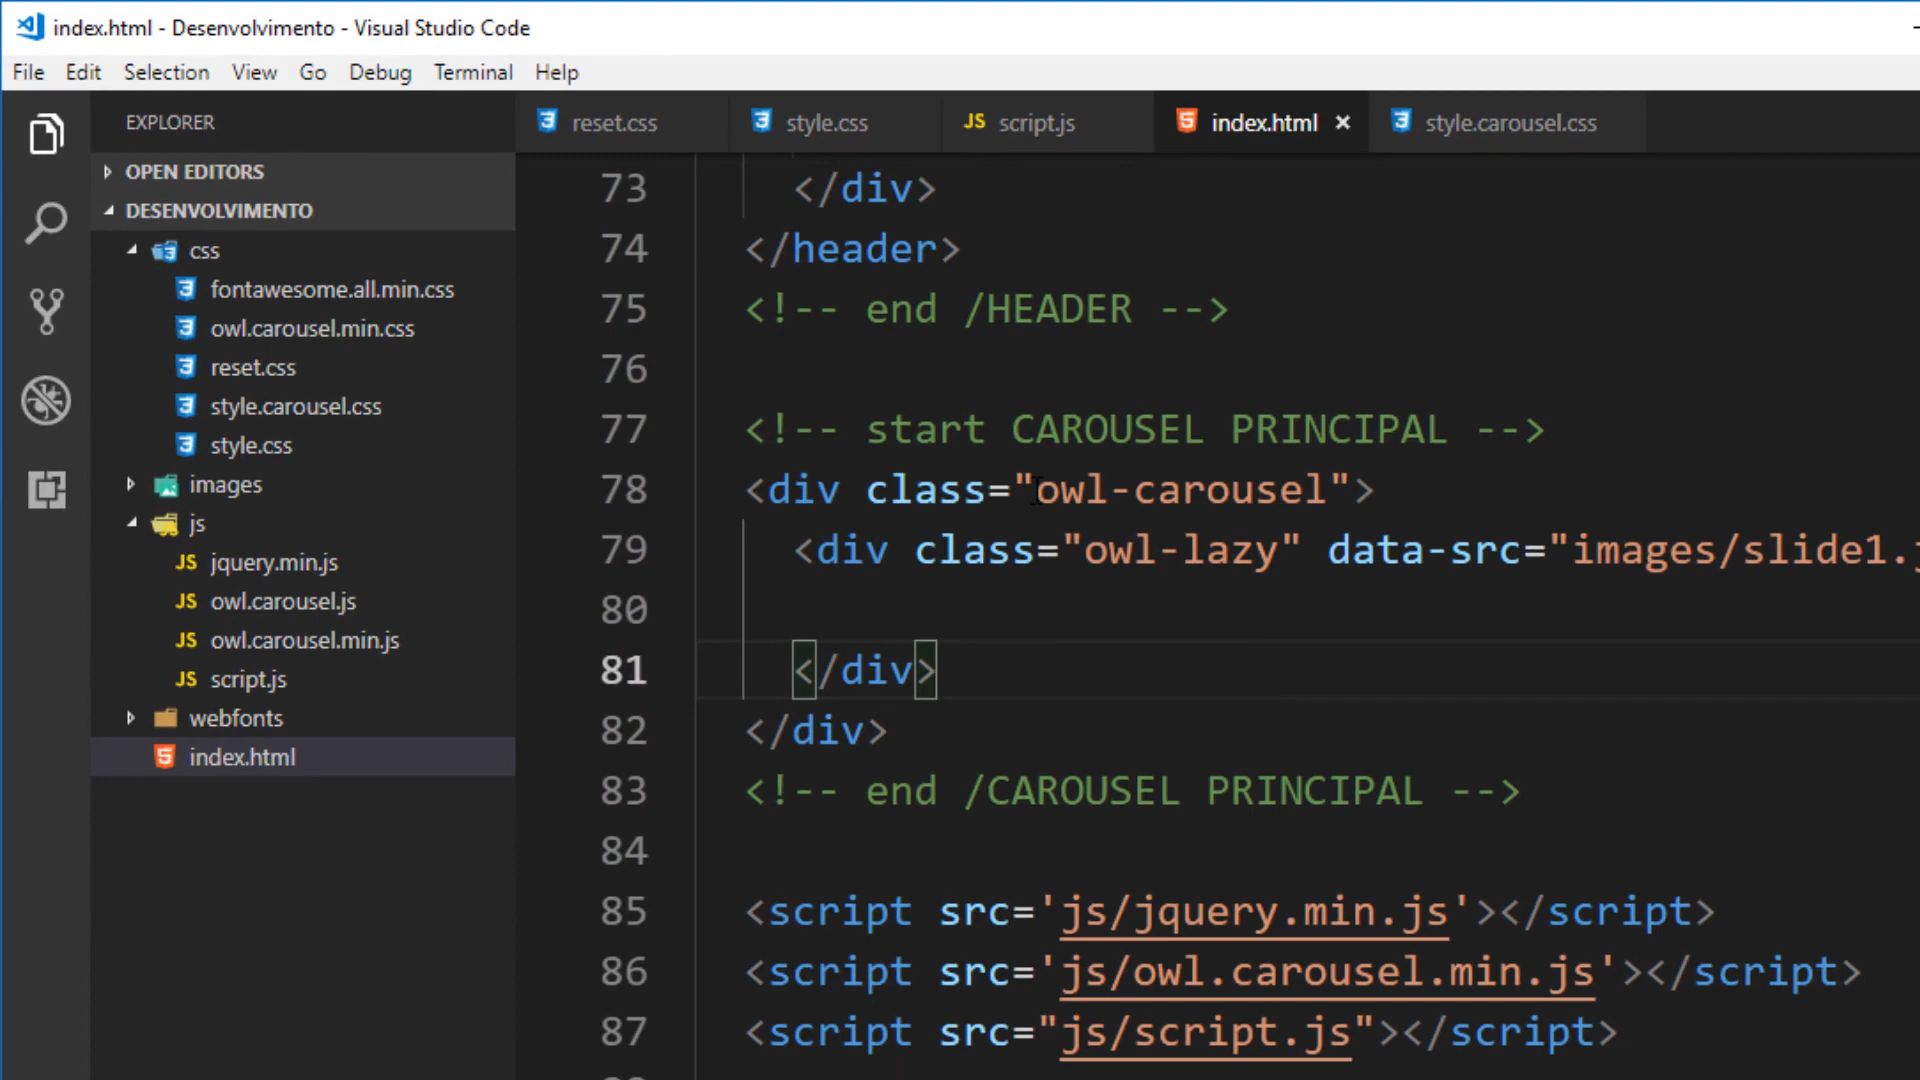 index.html - Desenvolvimento - Visual Studio Code
File Edit Selection View Go Debug Terminal Help
EXPLORER
OPEN EDITORS
DESENVOLVIMENTO
css
fontawesome.all.min.css
owl.carousel.min.css
reset.css
style.carousel.css
style.css
images
js
JS jquery.min.js
JS owl.carousel.js
JS owl.carousel.min.js
JS script.js
webfonts
index.html
reset.css style.css JS script.js index.html × style.carousel.css
73 </div>
74 </header>
75 <!-- end /HEADER -->
76
77 <!-- start CAROUSEL PRINCIPAL -->
78 <div class="owl-carousel">
79 <div class="owl-lazy" data-src="images/slide1.j
80
81 </div>
82 </div>
83 <!-- end /CAROUSEL PRINCIPAL -->
84
85 <script src='js/jquery.min.js'></script>
86 <script src='js/owl.carousel.min.js'></script>
87 <script src="js/script.js"></script>